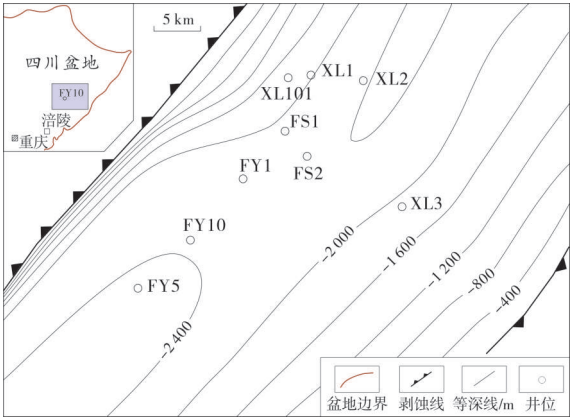 5 km
四川盆地
FY10
涪陵
重庆
XL1
XL2
XL101
FS1
FS2
FY1
XL3
FY10
FY5
-2 000
-1 600
-1 200
-800
-400
-2 400
盆地边界 剥蚀线 等深线/m 井位